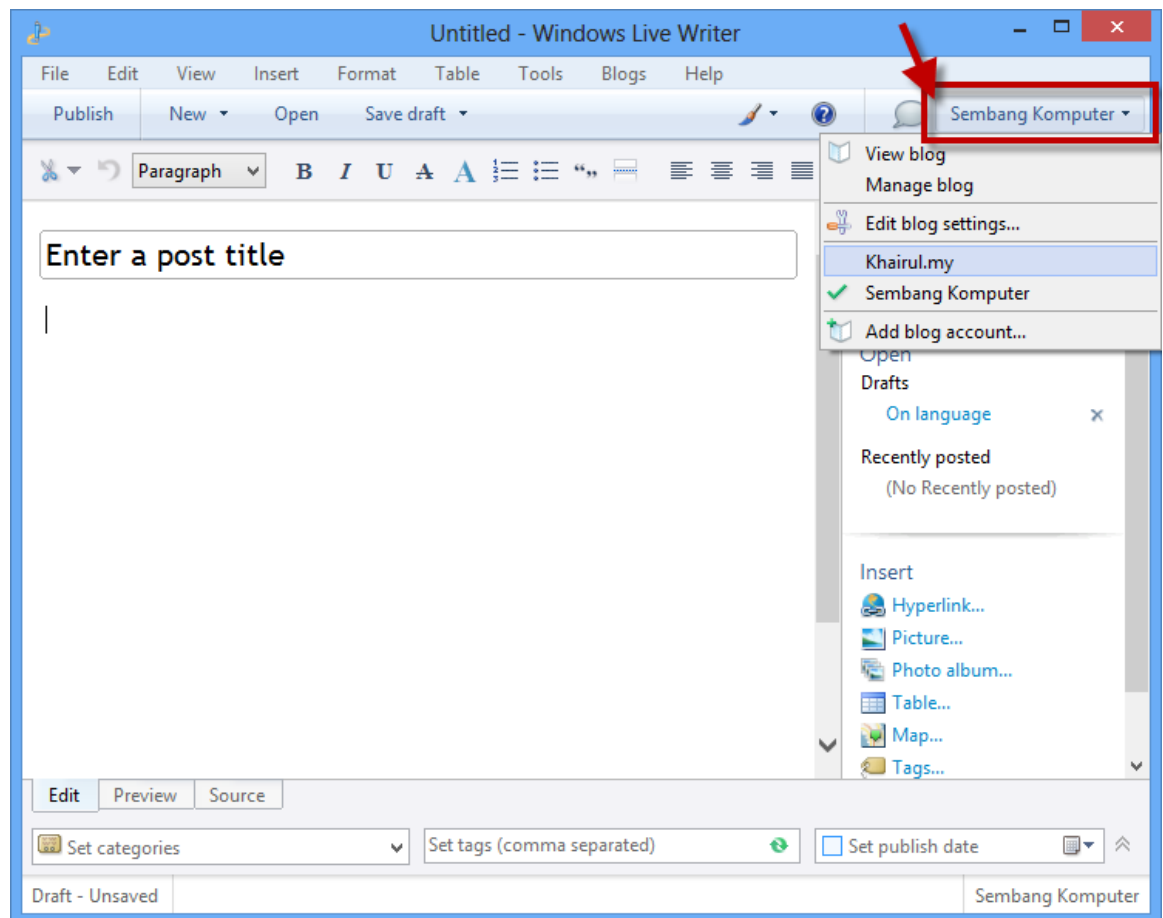 Untitled - Windows Live Writer
File Edit View Insert Format Table Tools Blogs Help
Publish New Open Save draft Sembang Komputer
Paragraph B I U A A
View blog
Manage blog
Edit blog settings...
Khairul.my
Sembang Komputer
Add blog account...
Enter a post title
Open
Drafts
On language
Recently posted
(No Recently posted)
Insert
Hyperlink...
Picture...
Photo album...
Table...
Map...
Tags...
Edit Preview Source
Set categories Set tags (comma separated) Set publish date
Draft - Unsaved Sembang Komputer